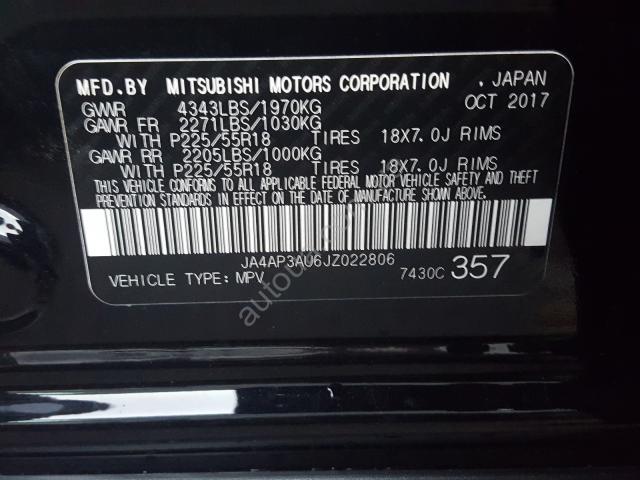 MFD.BY MITSUBISHI MOTORS CORPORATION , JAPAN
GVWR 4343LBS/1970KG OCT 2017
GAWR FR 2271LBS/1030KG
WITH P225/55R18 TIRES 18X7.0J RIMS
GAWR RR 2205LBS/1000KG
WITH P225/55R18 TIRES 18X7.0J RIMS
THIS VEHICLE CONFORMS TO ALL APPLICABLE FEDERAL MOTOR VEHICLE SAFETY AND THEFT
PREVENTION STANDARDS IN EFFECT ON THE DATE OF MANUFACTURE SHOWN ABOVE.
JA4AP3AU6JZ022806
VEHICLE TYPE: MPV 7430C 357